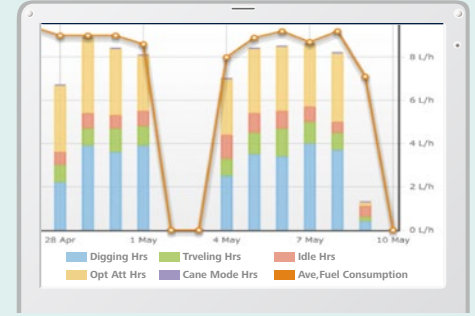 8 L/h
6 L/h
4 L/h
2 L/h
0 L/h
28 Apr 1 May 4 May 7 May 10 May
Digging Hrs Trveling Hrs Idle Hrs
Opt Att Hrs Cane Mode Hrs Ave,Fuel Consumption